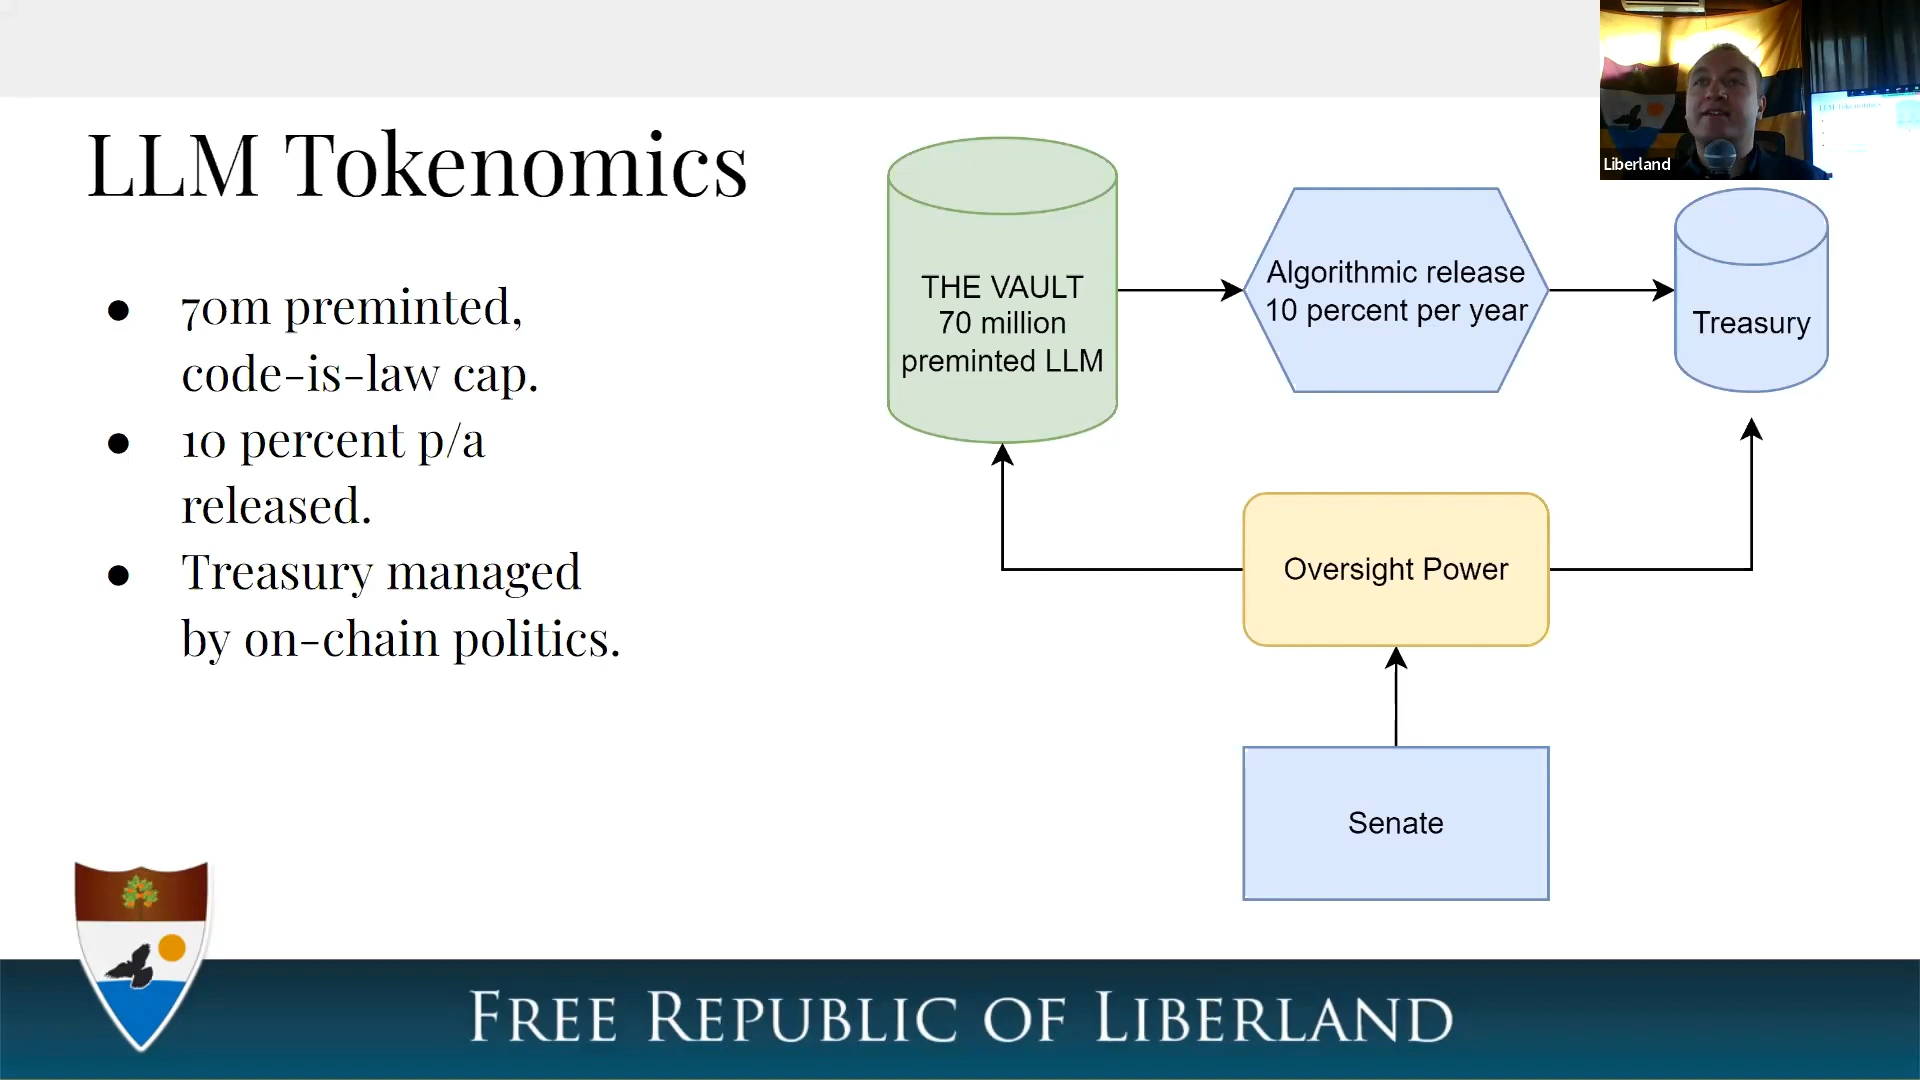 LLM Tokenomics
70m preminted,
code-is-law cap.
10 percent p/a
released.
Treasury managed
by on-chain politics.
THE VAULT
70 million
preminted LLM
Algorithmic release
10 percent per year
Treasury
Oversight Power
Senate
Liberland
FREE REPUBLIC OF LIBERLAND